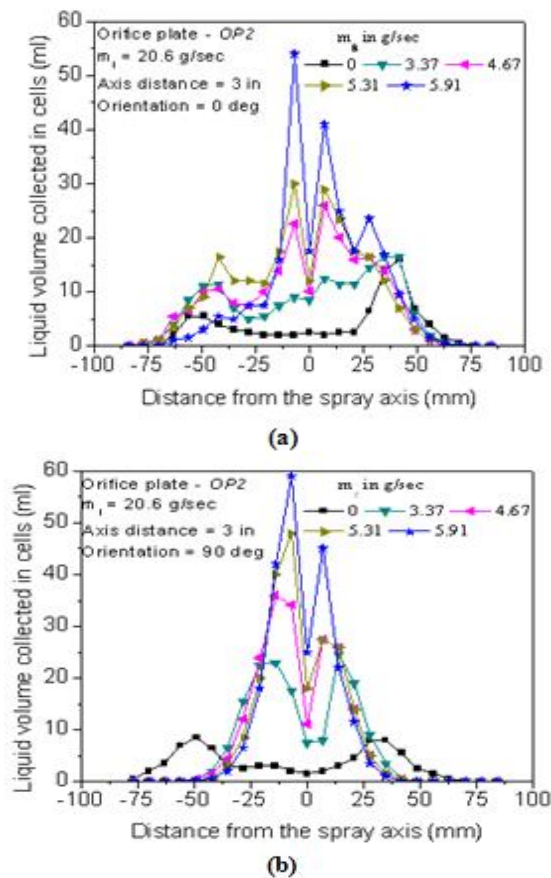 Orifice plate - OP2
m_l = 20.6 g/sec
Axis distance = 3 in
Orientation = 0 deg
m_g in g/sec
0 3.37 4.67
5.31 5.91
60
50
40
30
20
10
0
Liquid volume collected in cells (ml)
-100 -75 -50 -25 0 25 50 75 100
Distance from the spray axis (mm)
(a)
Orifice plate - OP2
m_l = 20.6 g/sec
Axis distance = 3 in
Orientation = 90 deg
m in g/sec
0 3.37 4.67
5.31 5.91
60
50
40
30
20
10
0
Liquid volume collected in cells (ml)
-100 -75 -50 -25 0 25 50 75 100
Distance from the spray axis (mm)
(b)